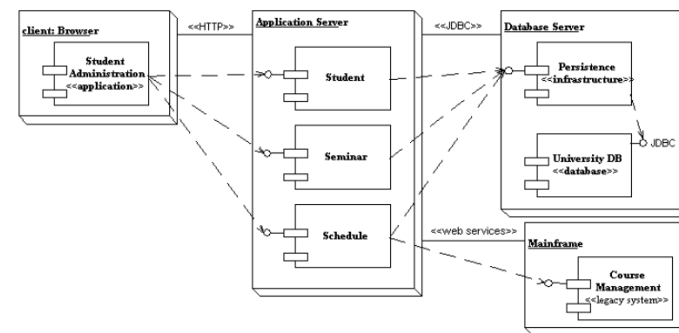 client: Browser
Student
Administration
<<application>>
<<HTTP>>
Application Server
Student
Seminar
Schedule
<<JDBC>>
Database Server
Persistence
<<infrastructure>>
JDBC
University DB
<<database>>
<<web services>>
Mainframe
Course
Management
<<legacy system>>